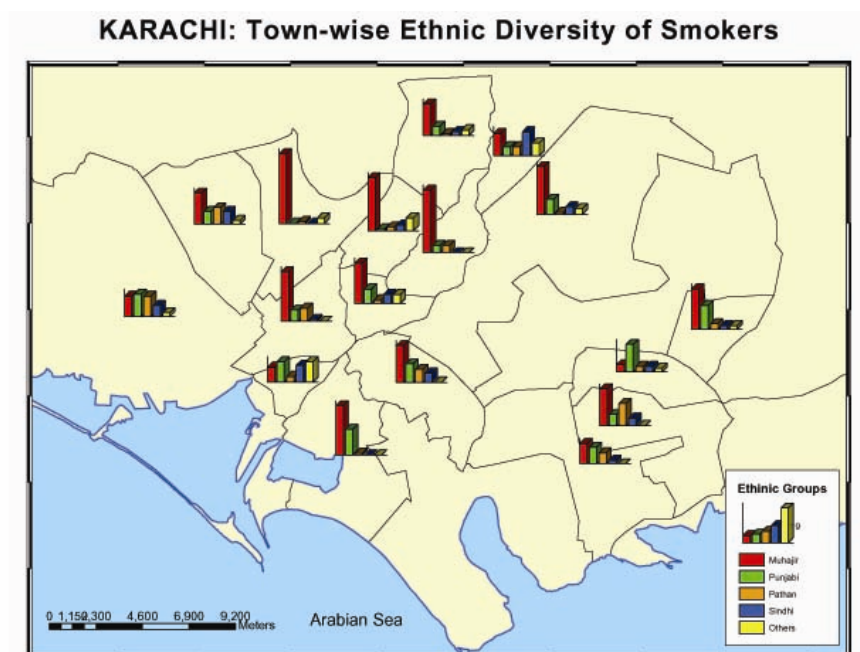 KARACHI: Town-wise Ethnic Diversity of Smokers
Ethinic Groups
9
Muhajir
Punjabi
Pathan
Sindhi
Others
0 1,150 2,300 4,600 6,900 9,200
Meters
Arabian Sea